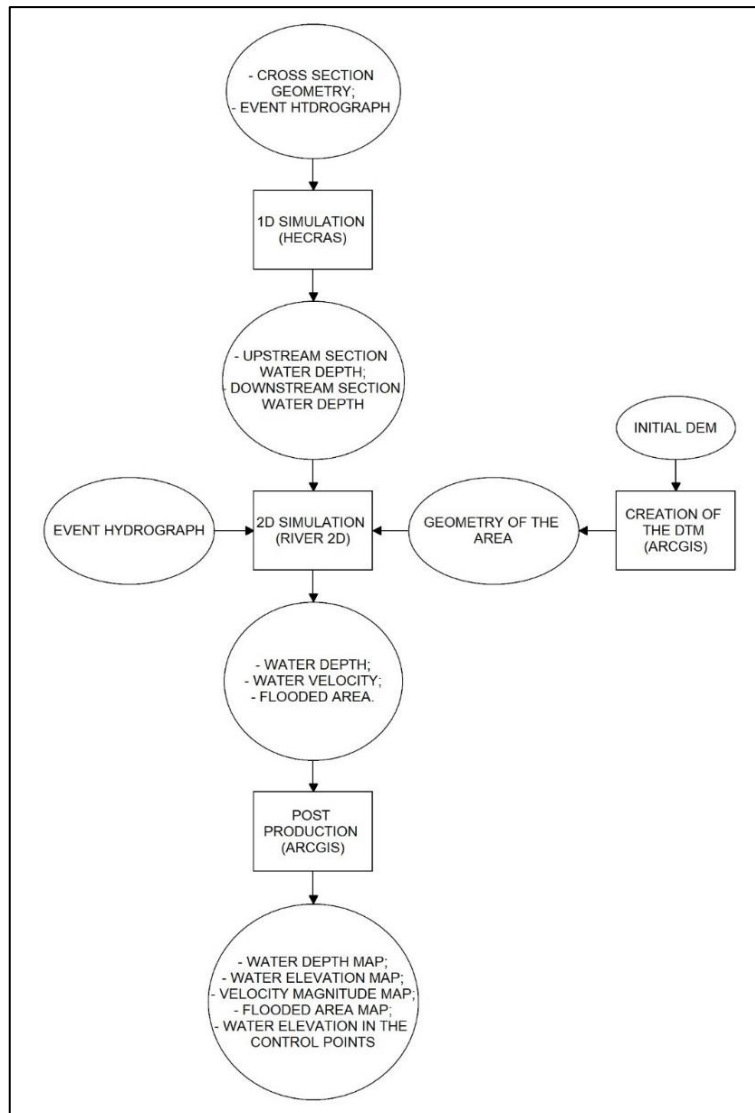 - CROSS SECTION
GEOMETRY;
- EVENT HTDROGRAPH
1D SIMULATION
(HECRAS)
- UPSTREAM SECTION
WATER DEPTH;
- DOWNSTREAM SECTION
WATER DEPTH
INITIAL DEM
EVENT HYDROGRAPH
2D SIMULATION
(RIVER 2D)
GEOMETRY OF THE
AREA
CREATION OF
THE DTM
(ARCGIS)
- WATER DEPTH;
- WATER VELOCITY;
- FLOODED AREA.
POST
PRODUCTION
(ARCGIS)
- WATER DEPTH MAP;
- WATER ELEVATION MAP;
- VELOCITY MAGNITUDE MAP;
- FLOODED AREA MAP;
- WATER ELEVATION IN THE
CONTROL POINTS